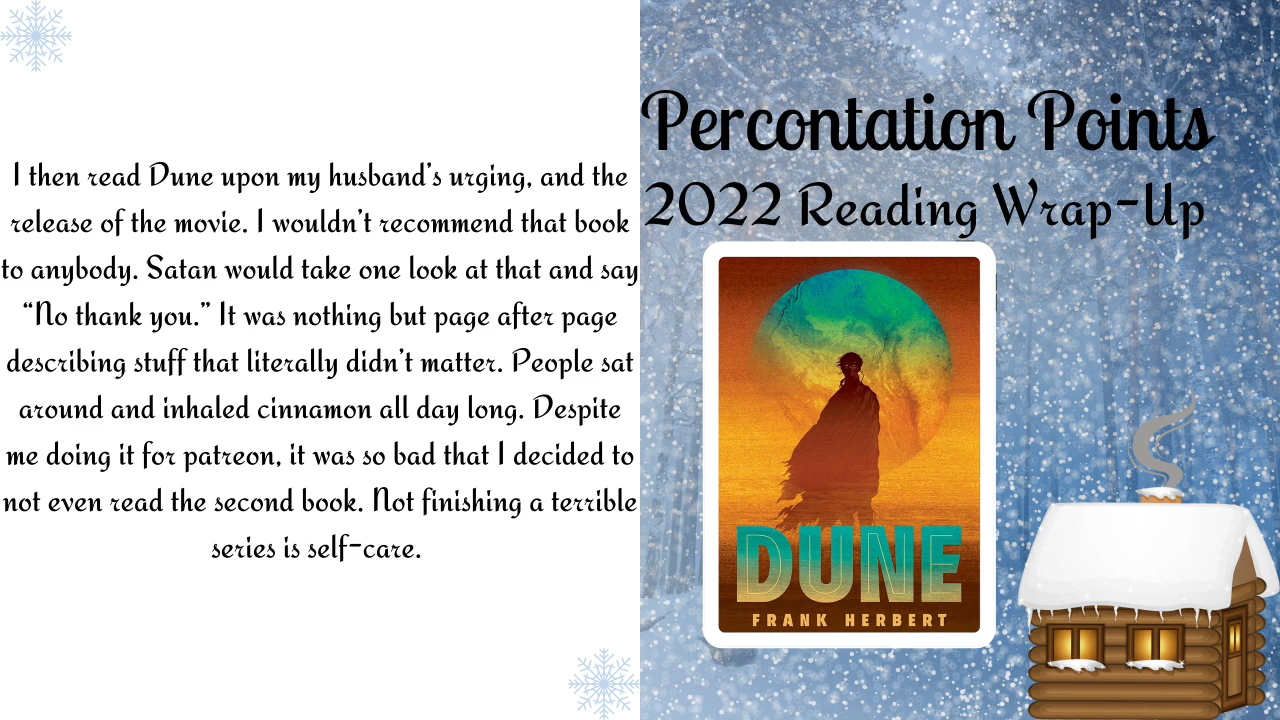 I then read Dune upon my husband's urging, and the
release of the movie. I wouldn't recommend that book
to anybody. Satan would take one look at that and say
“No thank you.” It was nothing but page after page
describing stuff that literally didn't matter. People sat
around and inhaled cinnamon all day long. Despite
me doing it for patreon, it was so bad that I decided to
not even read the second book. Not finishing a terrible
series is self-care.
Percontation Points
2022 Reading Wrap-Up
DUNE
FRANK HERBERT